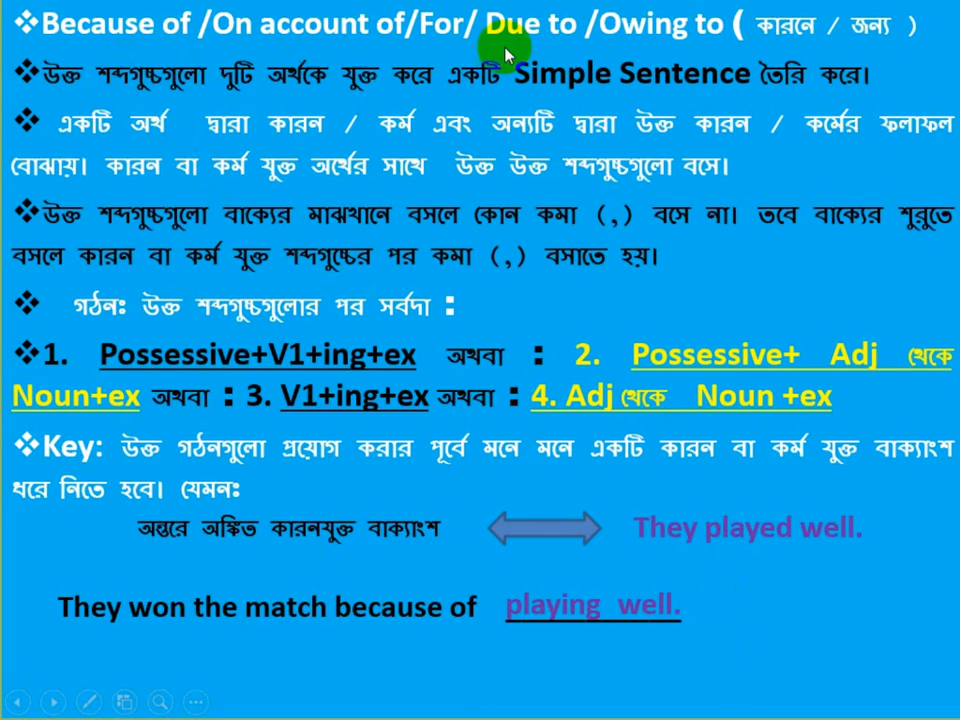 ❖Because of /On account of/For/ Due to /Owing to ( কারনে / জন্য )
❖উক্ত শব্দগুচ্ছগুলো দুটি অর্থকে যুক্ত করে একটি Simple Sentence তৈরি করে।
❖ একটি অর্থ দ্বারা কারন / কর্ম এবং অন্যটি দ্বারা উক্ত কারন / কর্মের ফলাফল
বোঝায়। কারন বা কর্ম যুক্ত অর্থের সাথে উক্ত উক্ত শব্দগুচ্ছগুলো বসে।
❖উক্ত শব্দগুচ্ছগুলো বাক্যের মাঝখানে বসলে কোন কমা (,) বসে না। তবে বাক্যের শুরুতে
বসলে কারন বা কর্ম যুক্ত শব্দগুচ্ছের পর কমা (,) বসাতে হয়।
❖ গঠনঃ উক্ত শব্দগুচ্ছগুলোর পর সর্বদা :
❖1. Possessive+V1+ing+ex অথবা : 2. Possessive+ Adj থেকে
Noun+ex অথবা : 3. V1+ing+ex অথবা : 4. Adj থেকে Noun +ex
❖Key: উক্ত গঠনগুলো প্রয়োগ করার পূর্বে মনে মনে একটি কারন বা কর্ম যুক্ত বাক্যাংশ
ধরে নিতে হবে। যেমনঃ
অন্তরে অঙ্কিত কারনযুক্ত বাক্যাংশ They played well.
They won the match because of playing well.